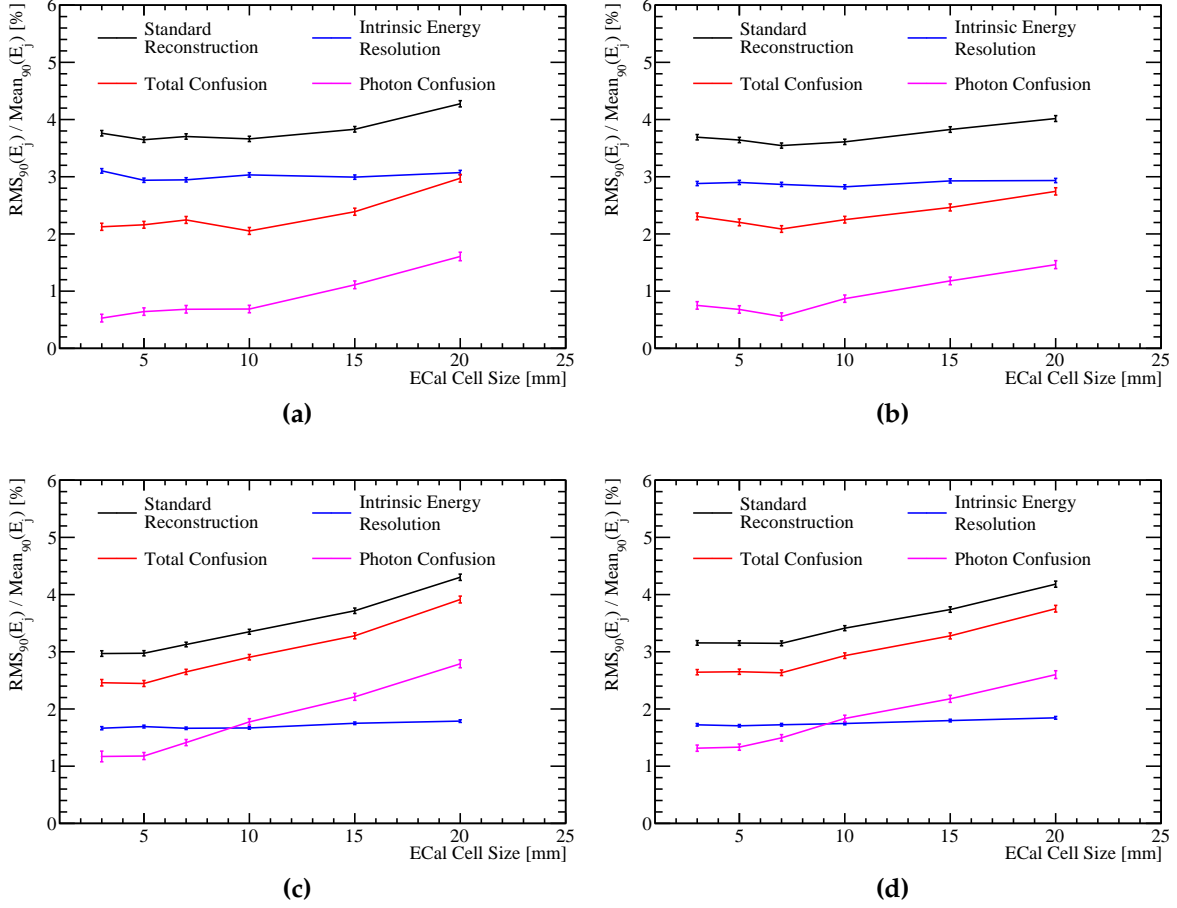 RMS90(Ej) / Mean90(Ej) [%]
6
5
4
3
2
1
0
Standard Reconstruction
Intrinsic Energy Resolution
Total Confusion
Photon Confusion
5 10 15 20 25
ECal Cell Size [mm]
(a)
RMS90(Ej) / Mean90(Ej) [%]
6
5
4
3
2
1
0
Standard Reconstruction
Intrinsic Energy Resolution
Total Confusion
Photon Confusion
5 10 15 20 25
ECal Cell Size [mm]
(b)
RMS90(Ej) / Mean90(Ej) [%]
6
5
4
3
2
1
0
Standard Reconstruction
Intrinsic Energy Resolution
Total Confusion
Photon Confusion
5 10 15 20 25
ECal Cell Size [mm]
(c)
RMS90(Ej) / Mean90(Ej) [%]
6
5
4
3
2
1
0
Standard Reconstruction
Intrinsic Energy Resolution
Total Confusion
Photon Confusion
5 10 15 20 25
ECal Cell Size [mm]
(d)